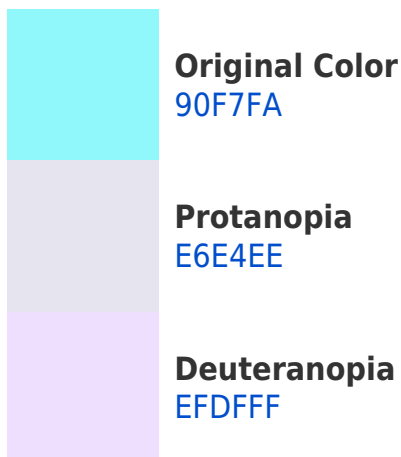 Original Color
90F7FA
Protanopia
E6E4EE
Deuteranopia
EFDFFF